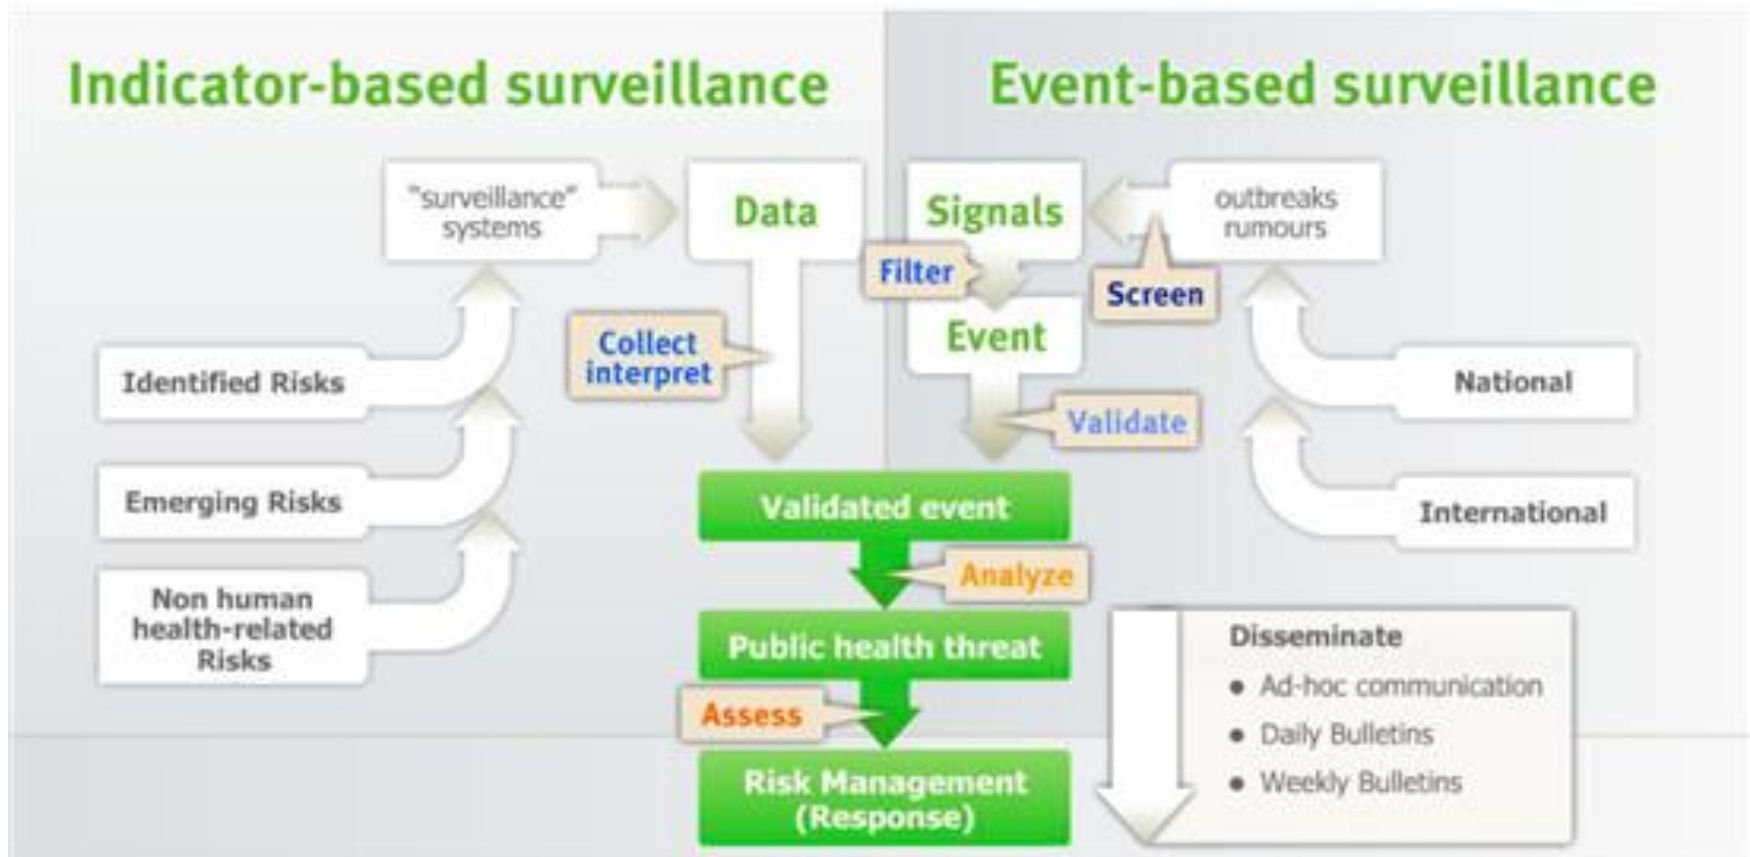 Indicator-based surveillance
Event-based surveillance
"surveillance"
systems
Data
Signals
outbreaks
rumours
Filter
Screen
Collect
interpret
Event
Identified Risks
National
Validate
Emerging Risks
Validated event
International
Analyze
Non human
health-related
Risks
Public health threat
Disseminate
● Ad-hoc communication
● Daily Bulletins
● Weekly Bulletins
Assess
Risk Management
(Response)